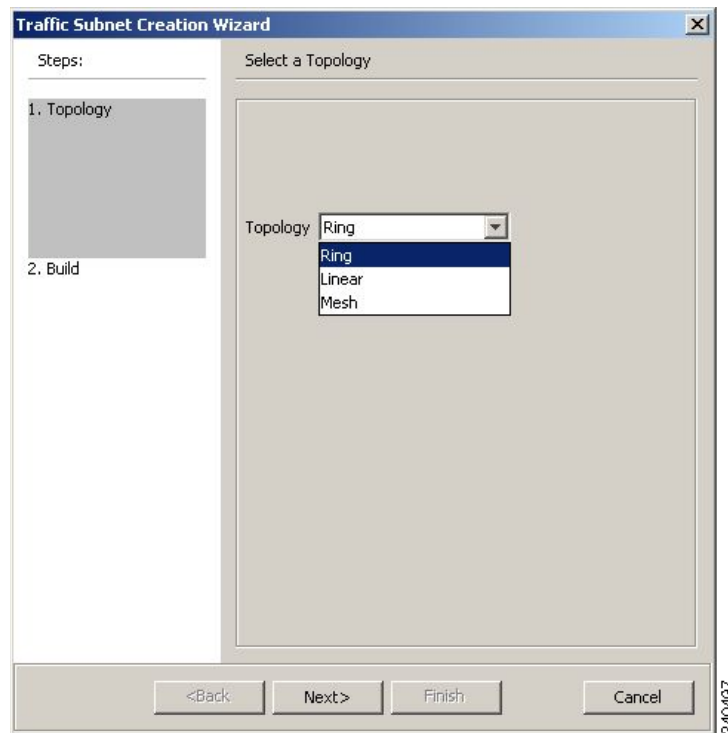 Traffic Subnet Creation Wizard
Steps:
Select a Topology
1. Topology
Topology Ring
Ring
Linear
Mesh
2. Build
<Back
Next>
Finish
Cancel
240497